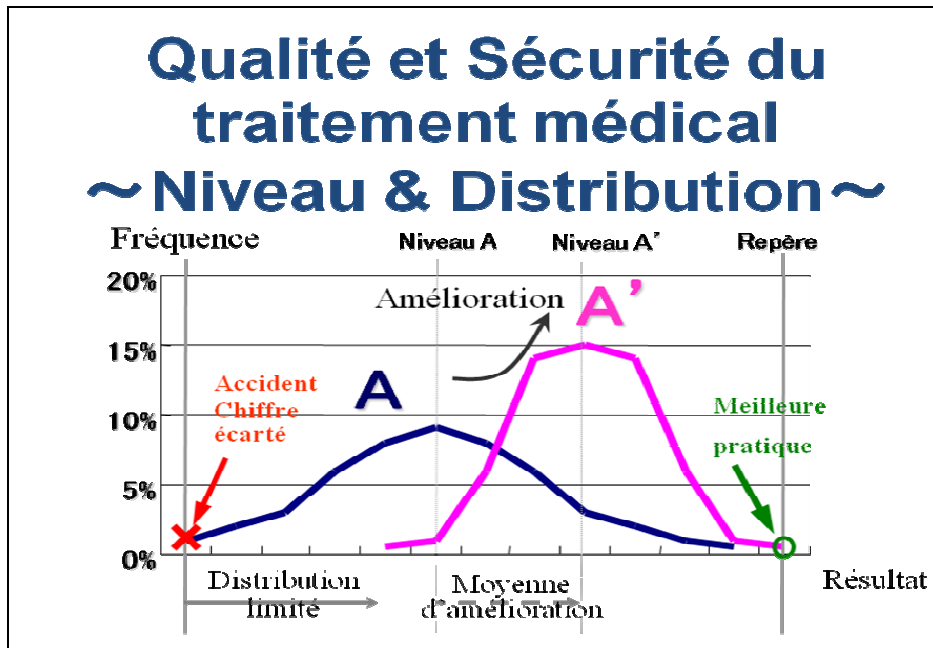 Qualité et Sécurité du
traitement médical
～Niveau & Distribution～
Fréquence
Niveau A
Niveau A'
Repère
20%
Amélioration
A'
15%
Accident
Chiffre
écarté
A
Meilleure
pratique
10%
5%
0%
Distribution
limité
Moyenne
d'amélioration
Résultat